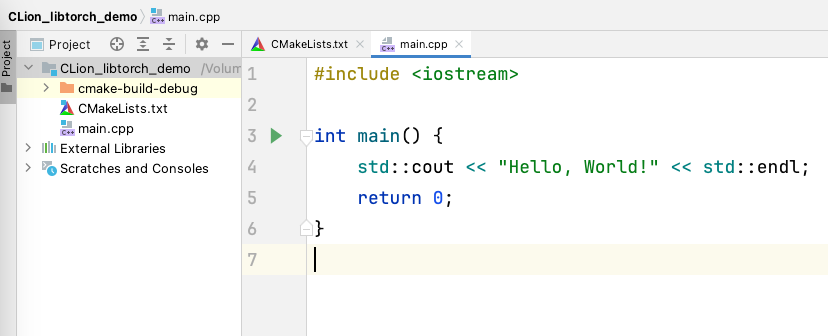 CLion_libtorch_demo main.cpp
Project
Project
CLion_libtorch_demo /Volum
cmake-build-debug
CMakeLists.txt
main.cpp
External Libraries
Scratches and Consoles
CMakeLists.txt main.cpp
1 #include <iostream>
2
3 int main() {
4 std::cout << "Hello, World!" << std::endl;
5 return 0;
6 }
7